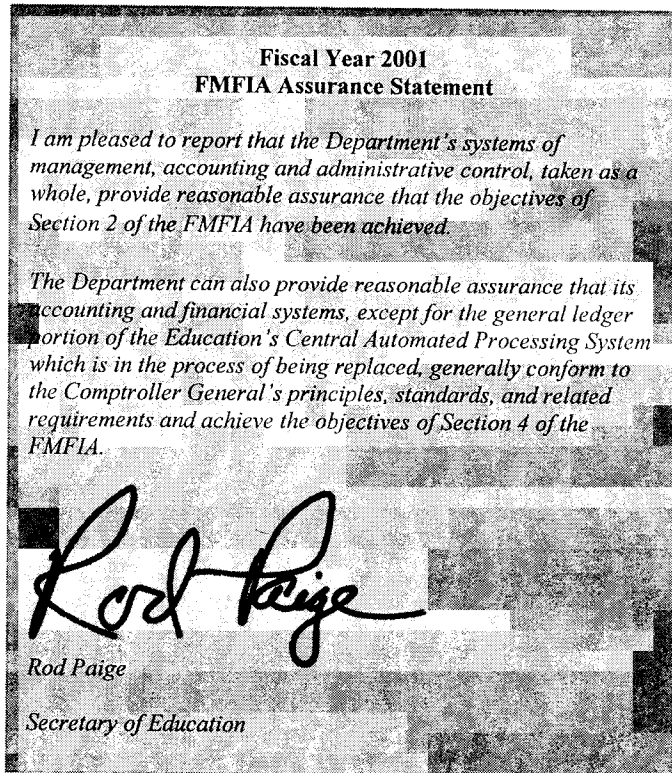 Fiscal Year 2001
FMFIA Assurance Statement
I am pleased to report that the Department's systems of
management, accounting and administrative control, taken as a
whole, provide reasonable assurance that the objectives of
Section 2 of the FMFIA have been achieved.
The Department can also provide reasonable assurance that its
accounting and financial systems, except for the general ledger
portion of the Education's Central Automated Processing System
which is in the process of being replaced, generally conform to
the Comptroller General's principles, standards, and related
requirements and achieve the objectives of Section 4 of the
FMFIA.
Rod Paige
Rod Paige
Secretary of Education